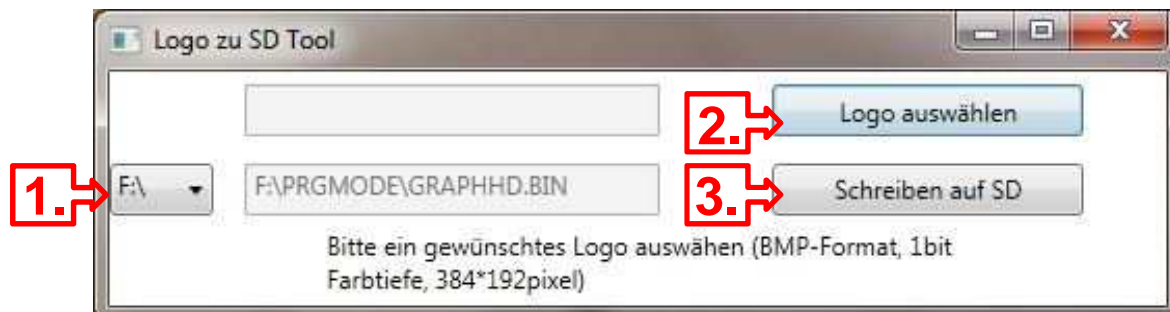 Logo zu SD Tool
2. Logo auswählen
1. F:\ F:\PRGMODE\GRAPHHD.BIN 3. Schreiben auf SD
Bitte ein gewünschtes Logo auswähen (BMP-Format, 1bit
Farbtiefe, 384*192pixel)